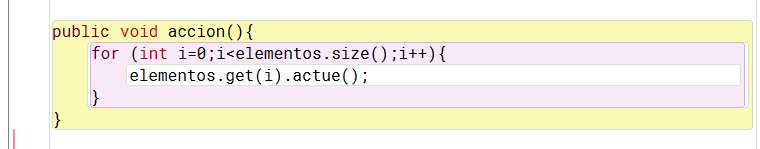 public void accion(){
for (int i=0;i<elementos.size();i++){
elementos.get(i).actue();
}
}